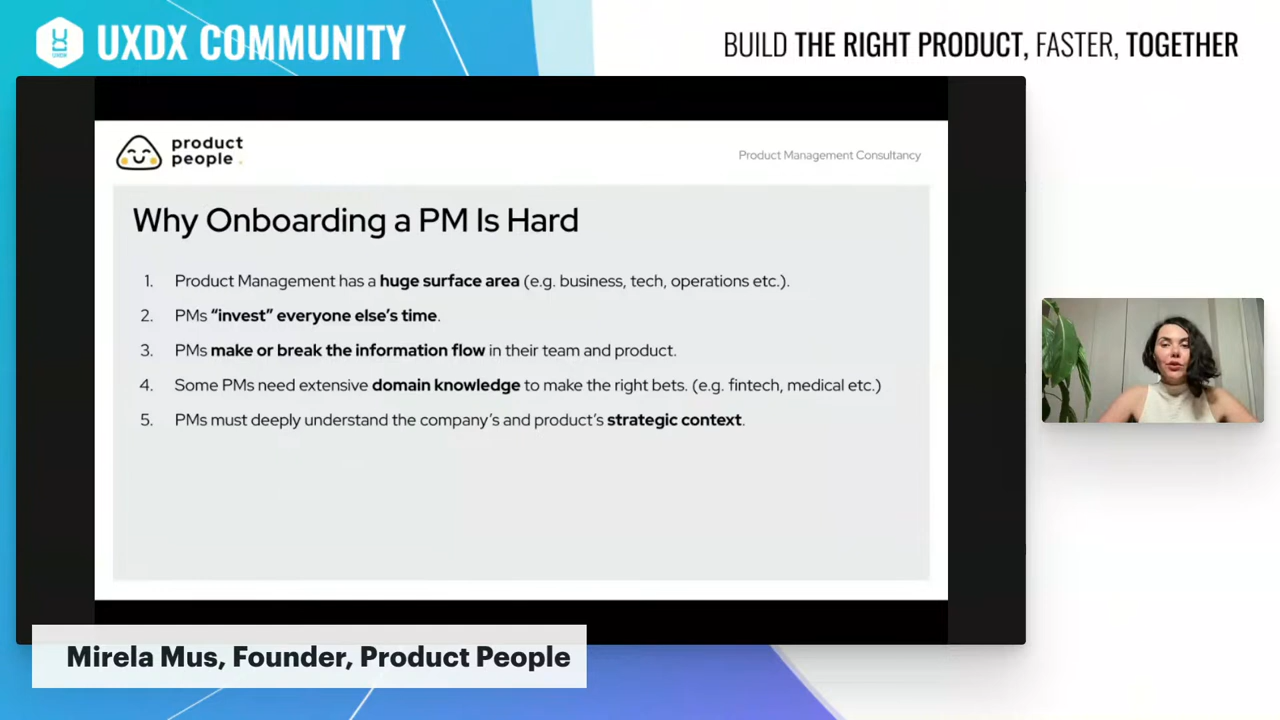 UXDX COMMUNITY
BUILD THE RIGHT PRODUCT, FASTER, TOGETHER
product
people.
Product Management Consultancy
Why Onboarding a PM Is Hard
1. Product Management has a huge surface area (e.g. business, tech, operations etc.).
2. PMs “invest” everyone else’s time.
3. PMs make or break the information flow in their team and product.
4. Some PMs need extensive domain knowledge to make the right bets. (e.g. fintech, medical etc.)
5. PMs must deeply understand the company’s and product’s strategic context.
Mirela Mus, Founder, Product People